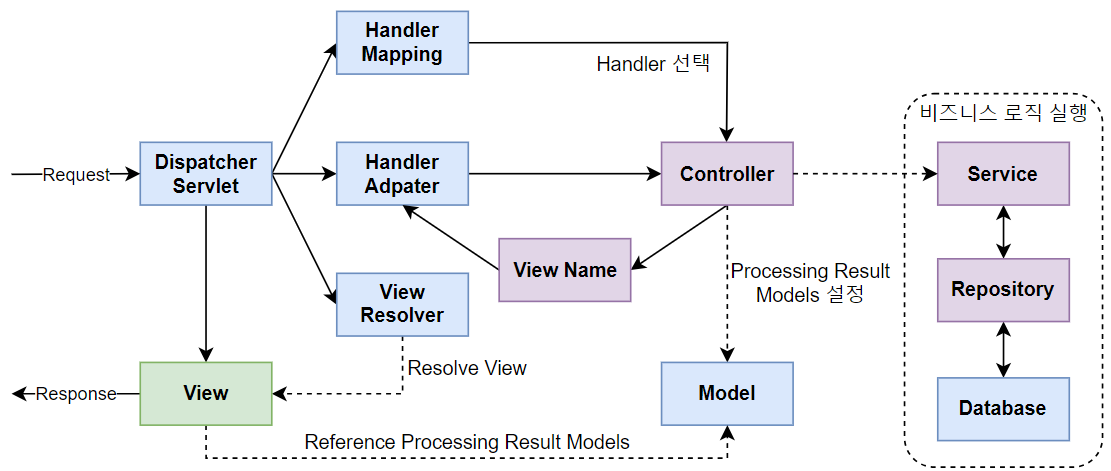 Handler
Mapping
Handler 선택
비즈니스 로직 실행
Request
Dispatcher
Servlet
Handler
Adpater
Controller
Service
View Name
Processing Result
Models 설정
View
Resolver
Repository
Resolve View
Response
View
Model
Database
Reference Processing Result Models